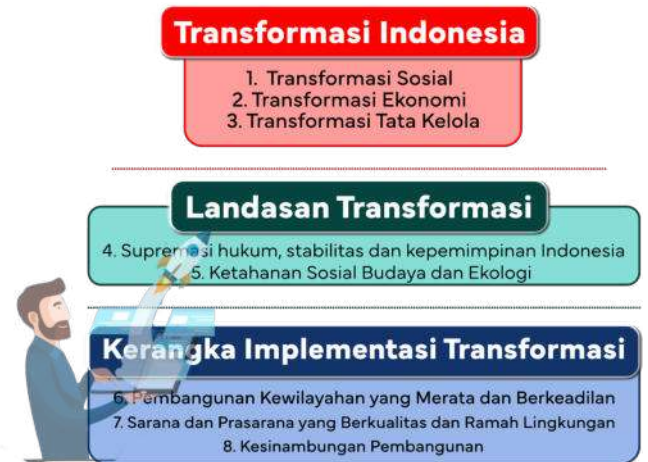 Transformasi Indonesia
1. Transformasi Sosial
2. Transformasi Ekonomi
3. Transformasi Tata Kelola
Landasan Transformasi
4. Supremasi hukum, stabilitas dan kepemimpinan Indonesia
5. Ketahanan Sosial Budaya dan Ekologi
Kerangka Implementasi Transformasi
6. Pembangunan Kewilayahan yang Merata dan Berkeadilan
7. Sarana dan Prasarana yang Berkualitas dan Ramah Lingkungan
8. Kesinambungan Pembangunan